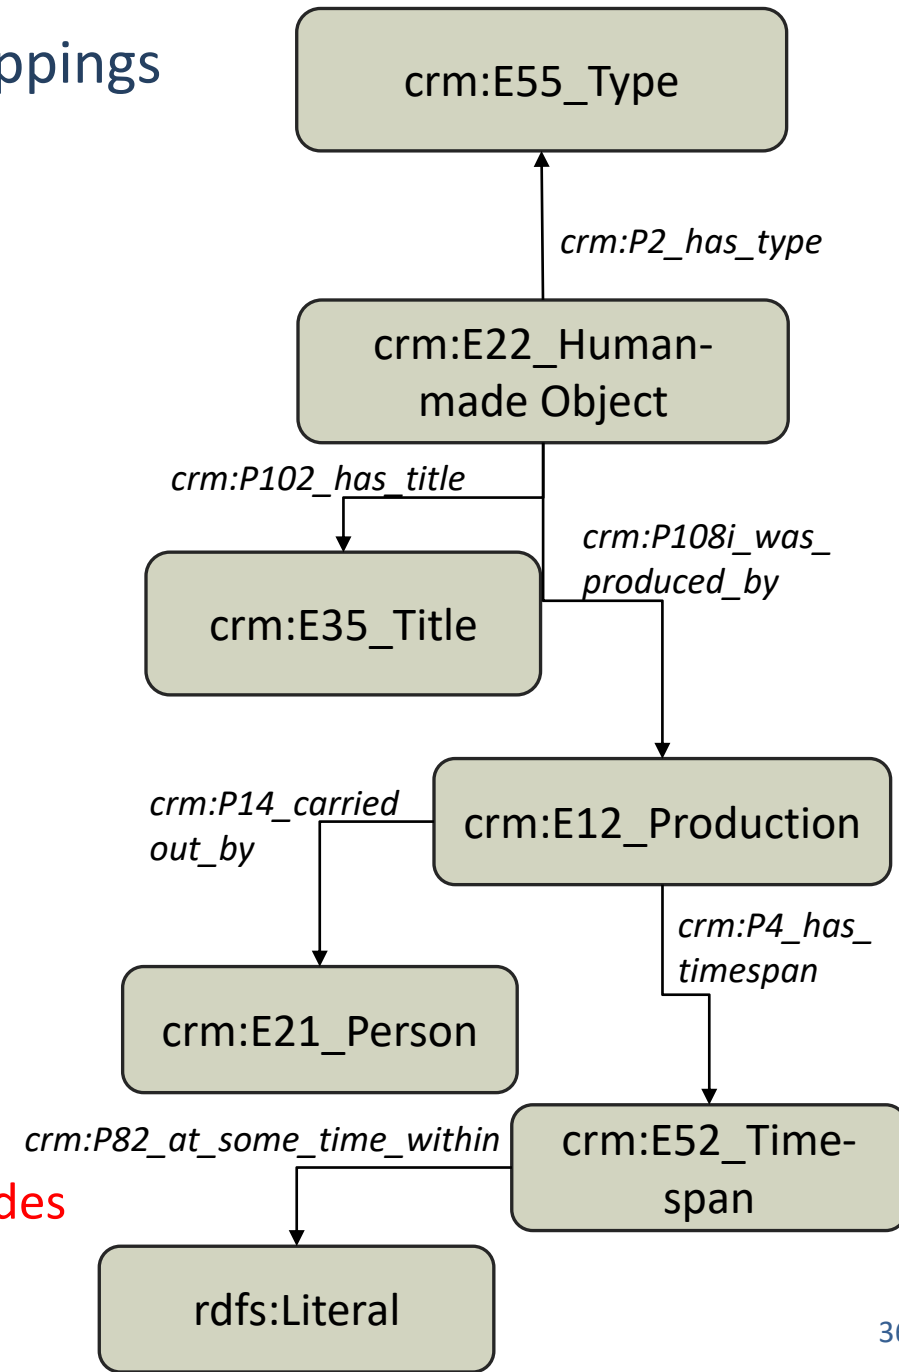 ppings
crm:E55_Type
crm:P2_has_type
crm:E22_Human-
made Object
crm:P102_has_title
crm:P108i_was_
produced_by
crm:E35_Title
crm:P14_carried
out_by
crm:E12_Production
crm:P4_has_
timespan
crm:E21_Person
crm:P82_at_some_time_within
crm:E52_Time-
span
des
rdfs:Literal